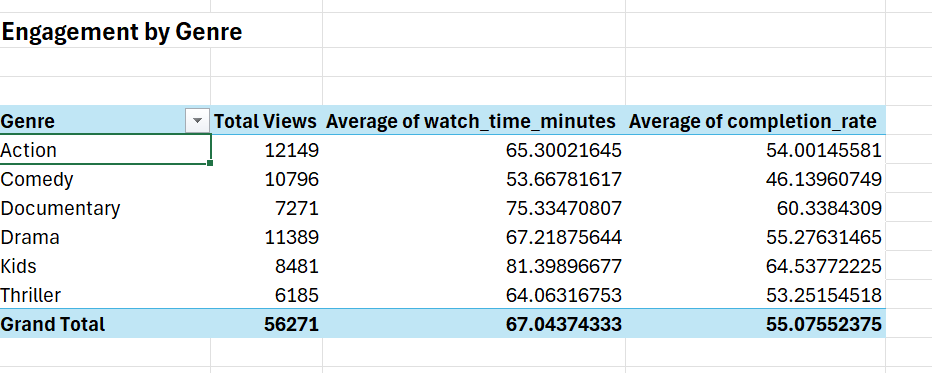 Engagement by Genre
Genre Total Views Average of watch_time_minutes Average of completion_rate
Action 12149 65.30021645 54.00145581
Comedy 10796 53.66781617 46.13960749
Documentary 7271 75.33470807 60.3384309
Drama 11389 67.21875644 55.27631465
Kids 8481 81.39896677 64.53772225
Thriller 6185 64.06316753 53.25154518
Grand Total 56271 67.04374333 55.07552375